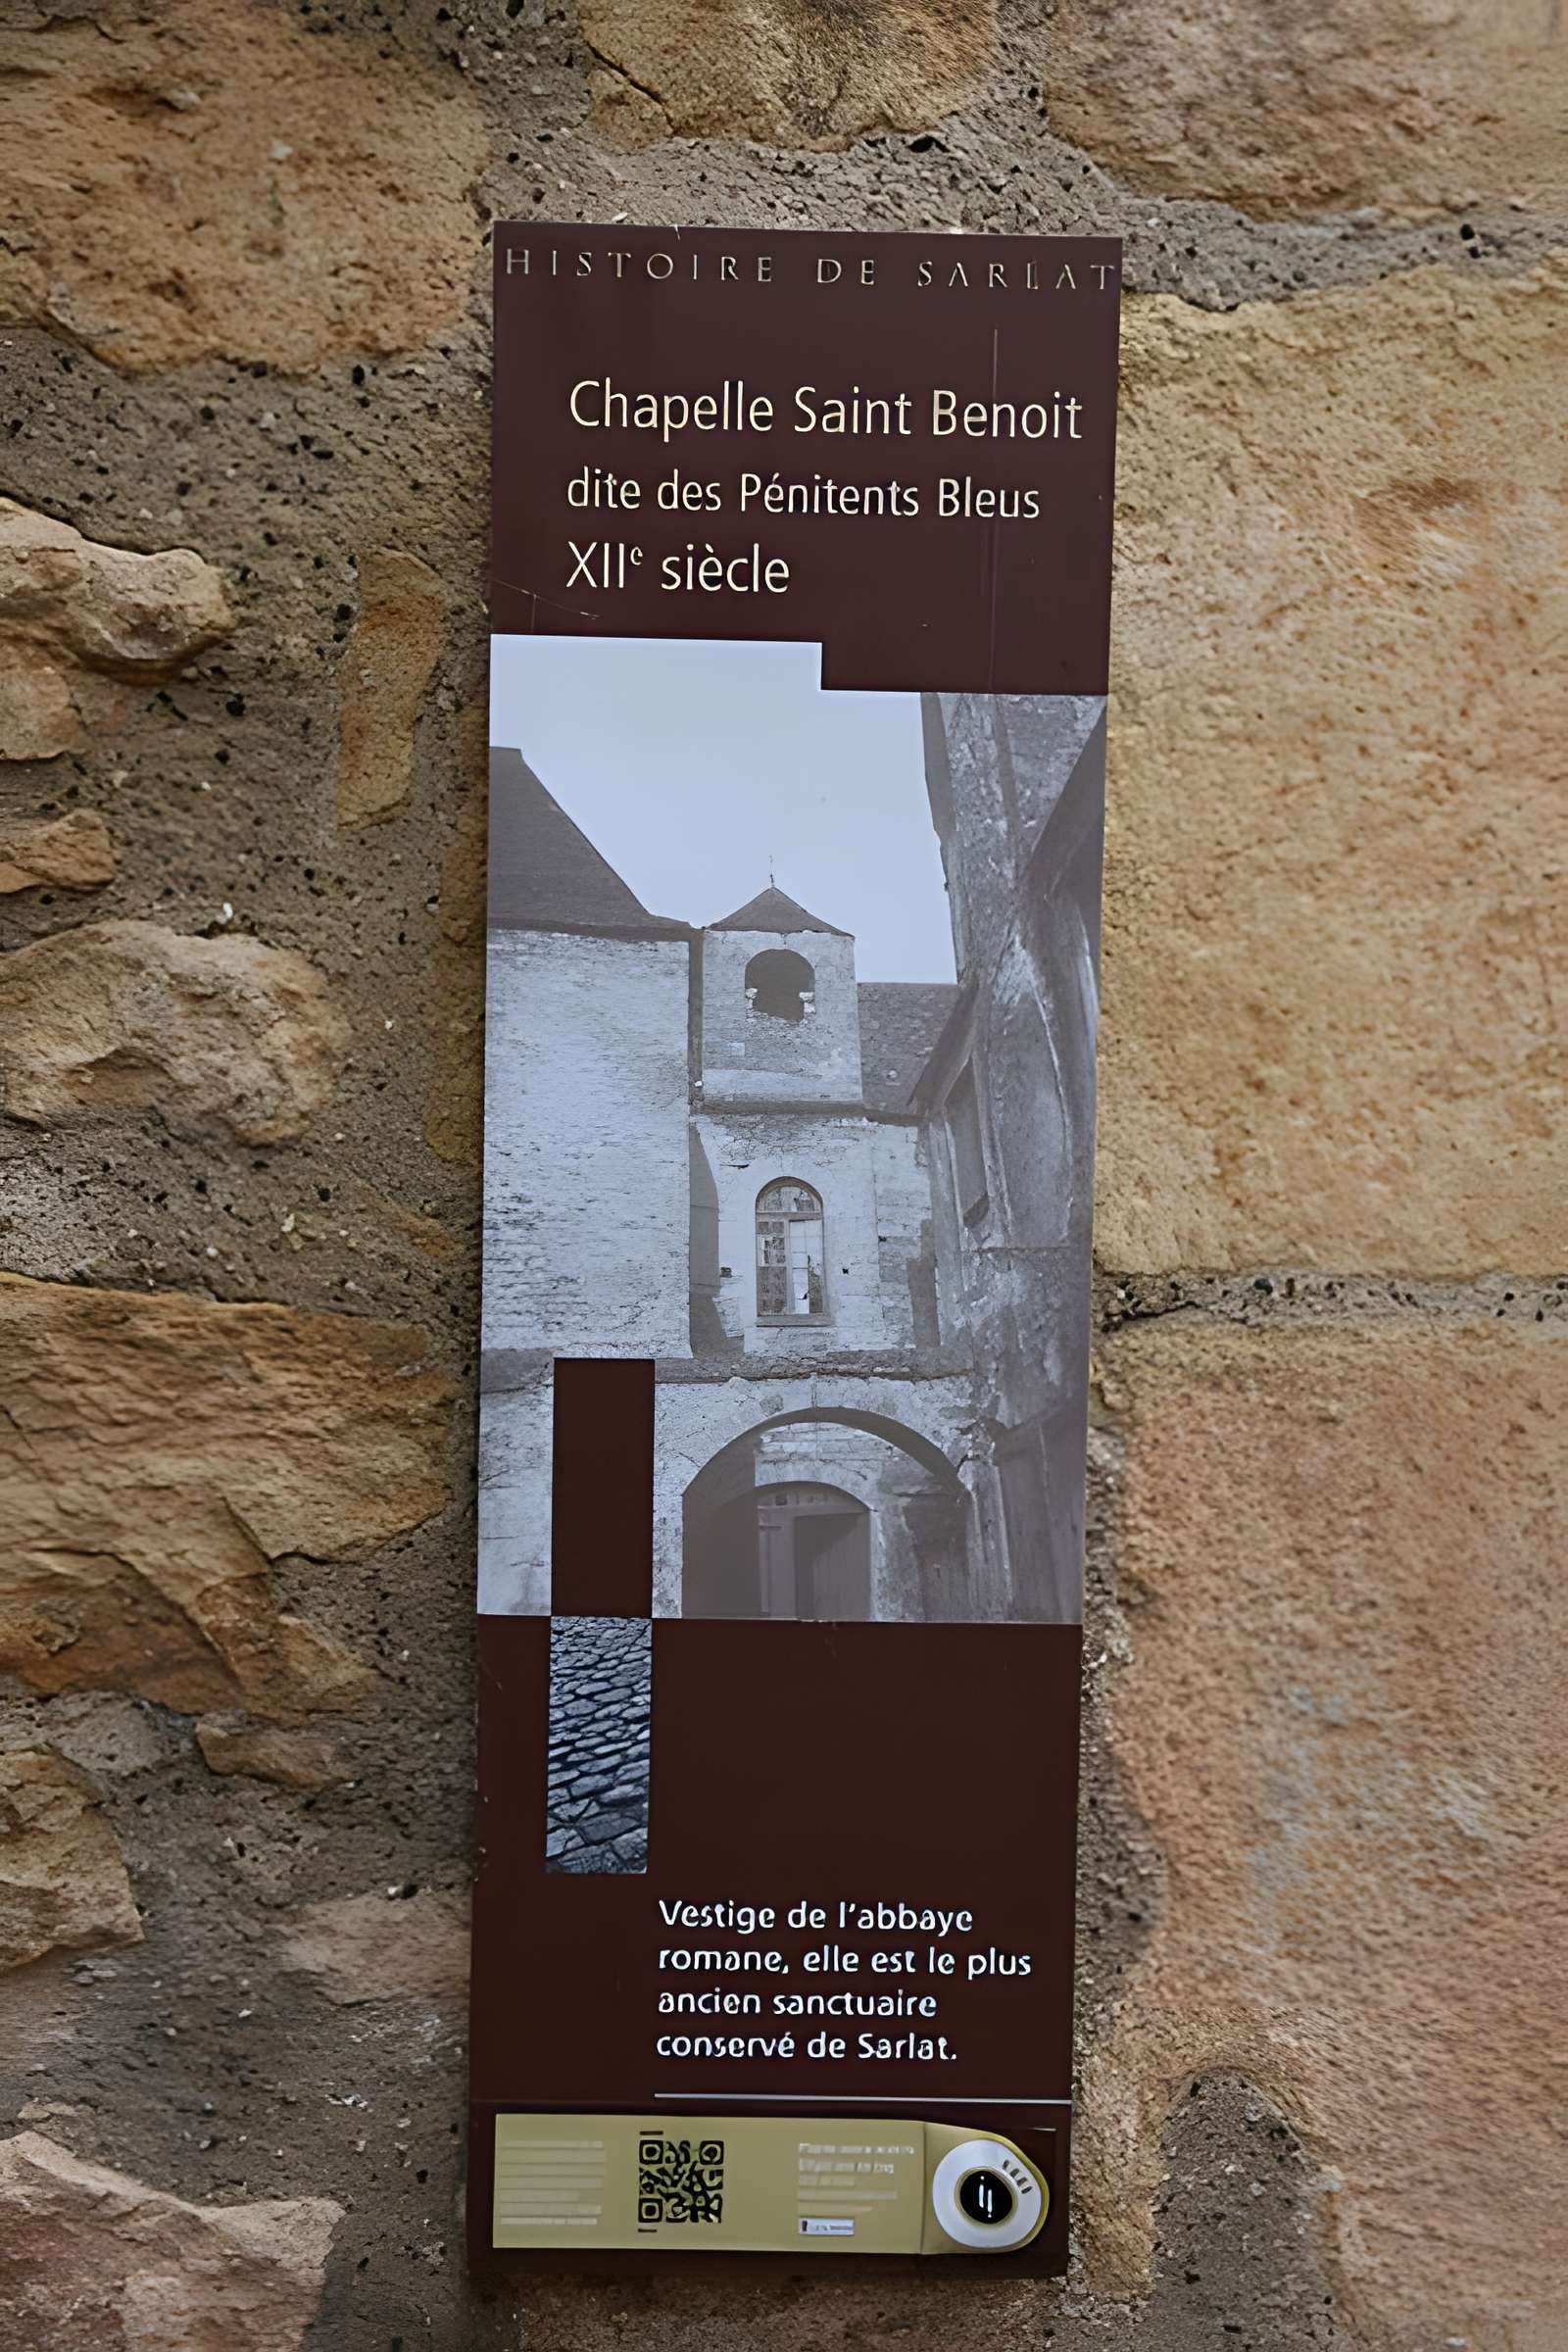 HISTOIRE DE SARLAT
Chapelle Saint Benoit
dite des Pénitents Bleus
XIIe siècle
Vestige de l'abbaye
romane, elle est le plus
ancien sanctuaire
conservé de Sarlat.